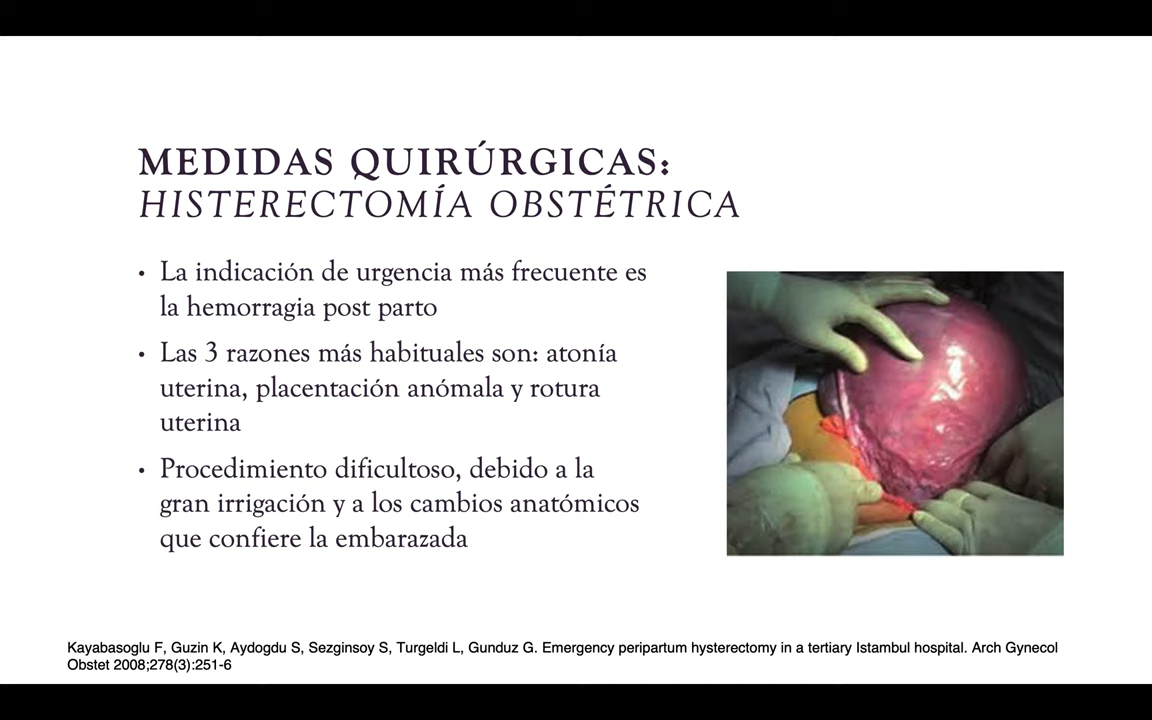 MEDIDAS QUIRÚRGICAS:
HISTERECTOMÍA OBSTÉTRICA
• La indicación de urgencia más frecuente es
la hemorragia post parto
• Las 3 razones más habituales son: atonía
uterina, placentación anómala y rotura
uterina
• Procedimiento dificultoso, debido a la
gran irrigación y a los cambios anatómicos
que confiere la embarazada
Kayabasoglu F, Guzin K, Aydogdu S, Sezginsoy S, Turgeldi L, Gunduz G. Emergency peripartum hysterectomy in a tertiary Istambul hospital. Arch Gynecol
Obstet 2008;278(3):251-6